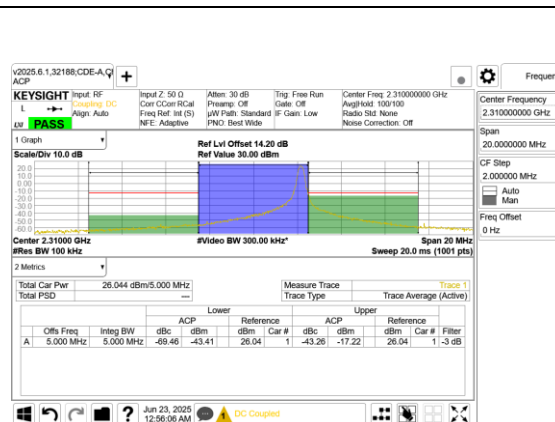 v2025.6.1,32188;CDE-A,
ACP
Frequen
KEYSIGHT Input: RF Input Z: 50 Ω Atten: 30 dB Trig: Free Run Center Freq: 2.310000000 GHz
L Coupling: DC Corr CCorr RCal Preamp: Off Gate: Off Avg|Hold: 100/100
Align: Auto Freq Ref: Int (S) µW Path: Standard IF Gain: Low Radio Std: None
LXI PASS NFE: Adaptive PNO: Best Wide Noise Correction: Off
Center Frequency
2.310000000 GHz
Span
20.0000000 MHz
CF Step
2.000000 MHz
Auto
Man
Freq Offset
0 Hz
1 Graph Ref Lvl Offset 14.20 dB
Scale/Div 10.0 dB Ref Value 30.00 dBm
20.0
10.0
0.00
-10.0
-20.0
-30.0
-40.0
-50.0
-60.0
Center 2.31000 GHz #Video BW 300.00 kHz* Span 20 MHz
#Res BW 100 kHz Sweep 20.0 ms (1001 pts)
2 Metrics
Total Car Pwr 26.044 dBm/5.000 MHz Measure Trace Trace 1
Total PSD --- Trace Type Trace Average (Active)
Lower Upper
ACP Reference ACP Reference
Offs Freq Integ BW dBc dBm dBm Car # dBc dBm dBm Car # Filter
A 5.000 MHz 5.000 MHz -69.46 -43.41 26.04 1 -43.26 -17.22 26.04 1 -3 dB
Jun 23, 2025
12:56:06 AM
DC Coupled